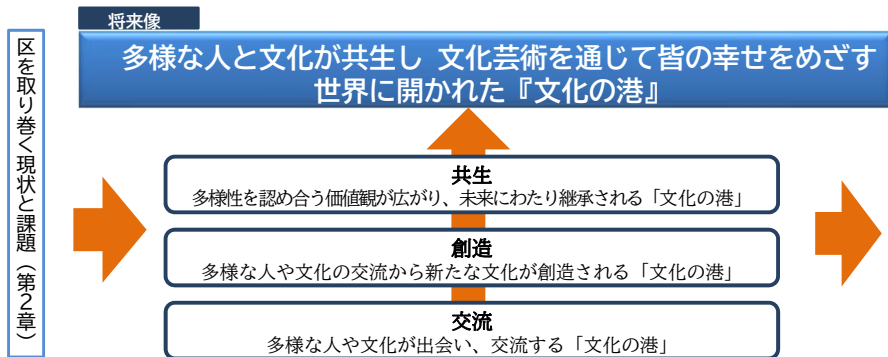 将来像
区を取り巻く現状と課題（第２章）
多様な人と文化が共生し 文化芸術を通じて皆の幸せをめざす
世界に開かれた『文化の港』
共生
多様性を認め合う価値観が広がり、未来にわたり継承される「文化の港」
創造
多様な人や文化の交流から新たな文化が創造される「文化の港」
交流
多様な人や文化が出会い、交流する「文化の港」